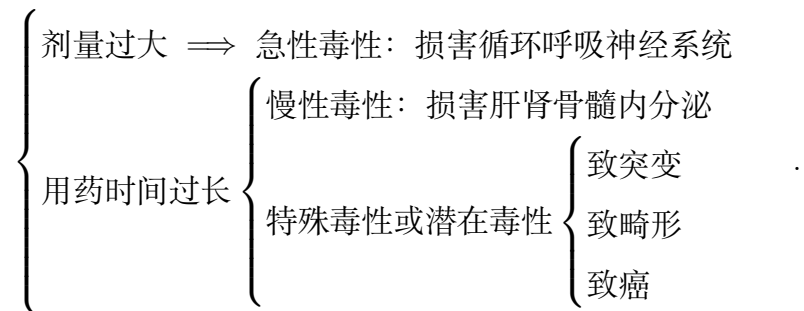 剂量过大 ⟹ 急性毒性：损害循环呼吸神经系统
用药时间过长
慢性毒性：损害肝肾骨髓内分泌
特殊毒性或潜在毒性
致突变
致畸形
致癌
.